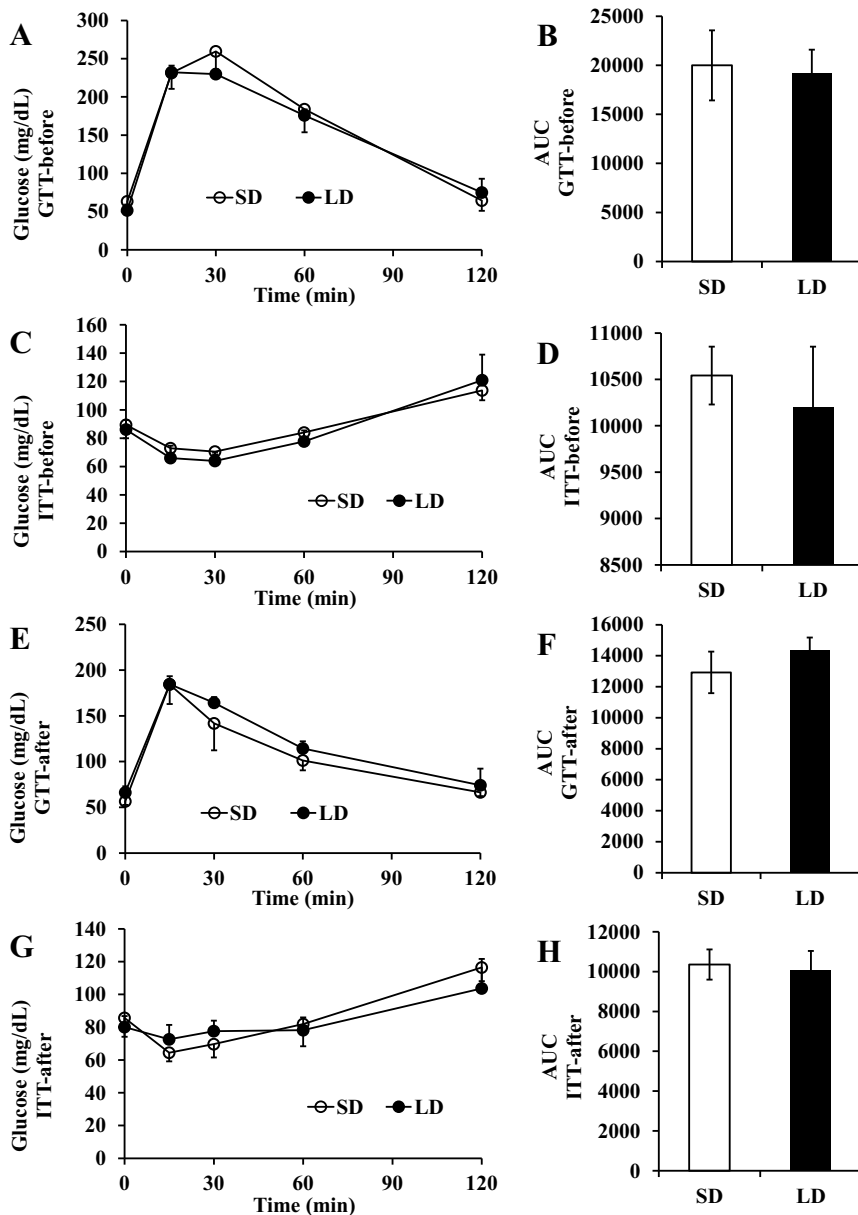 A
Glucose (mg/dL)
GTT-before
300
250
200
150
100
50
0
SD
LD
0
30
60
90
120
Time (min)
B
AUC
GTT-before
25000
20000
15000
10000
5000
0
SD
LD
C
Glucose (mg/dL)
ITT-before
160
140
120
100
80
60
40
20
0
SD
LD
0
30
60
90
120
Time (min)
D
AUC
ITT-before
11000
10500
10000
9500
9000
8500
SD
LD
E
Glucose (mg/dL)
GTT-after
250
200
150
100
50
0
SD
LD
0
30
60
90
120
Time (min)
F
AUC
GTT-after
16000
14000
12000
10000
8000
6000
4000
2000
0
SD
LD
G
Glucose (mg/dL)
ITT-after
140
120
100
80
60
40
20
0
SD
LD
0
30
60
90
120
Time (min)
H
AUC
ITT-after
12000
10000
8000
6000
4000
2000
0
SD
LD